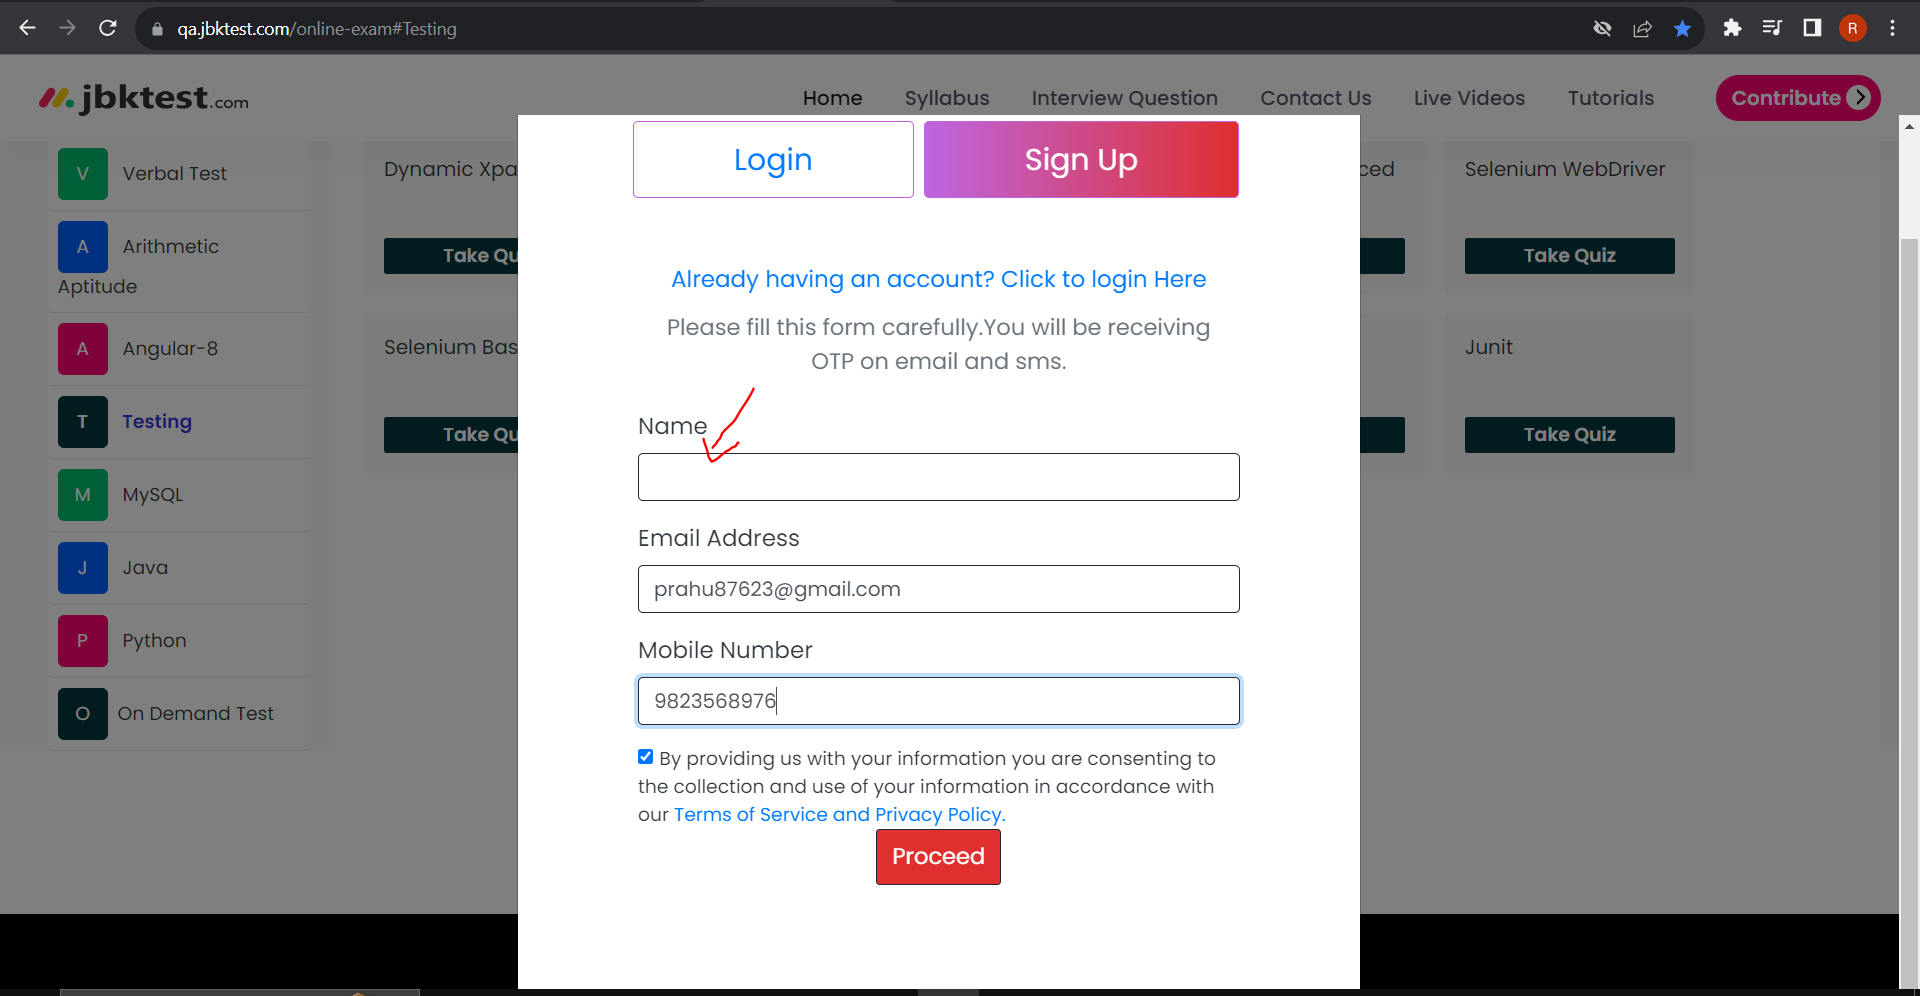 qa.jbktest.com/online-exam#Testing
R
jbktest.com
Home
Syllabus
Interview Question
Contact Us
Live Videos
Tutorials
Contribute
V
Verbal Test
A
Arithmetic
Aptitude
A
Angular-8
T
Testing
M
MySQL
J
Java
P
Python
O
On Demand Test
Dynamic Xpa
Take Qu
Selenium Bas
Take Qu
ced
Selenium WebDriver
Take Quiz
Junit
Take Quiz
Login
Sign Up
Already having an account? Click to login Here
Please fill this form carefully.You will be receiving
OTP on email and sms.
Name
Email Address
prahu87623@gmail.com
Mobile Number
9823568976
By providing us with your information you are consenting to
the collection and use of your information in accordance with
our Terms of Service and Privacy Policy.
Proceed